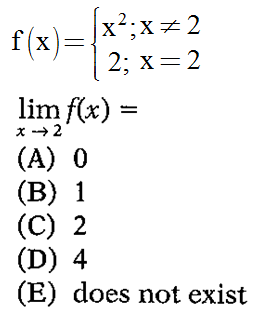 f(x) = { x²; x ≠ 2
2; x = 2
lim f(x) =
x → 2
(A) 0
(B) 1
(C) 2
(D) 4
(E) does not exist